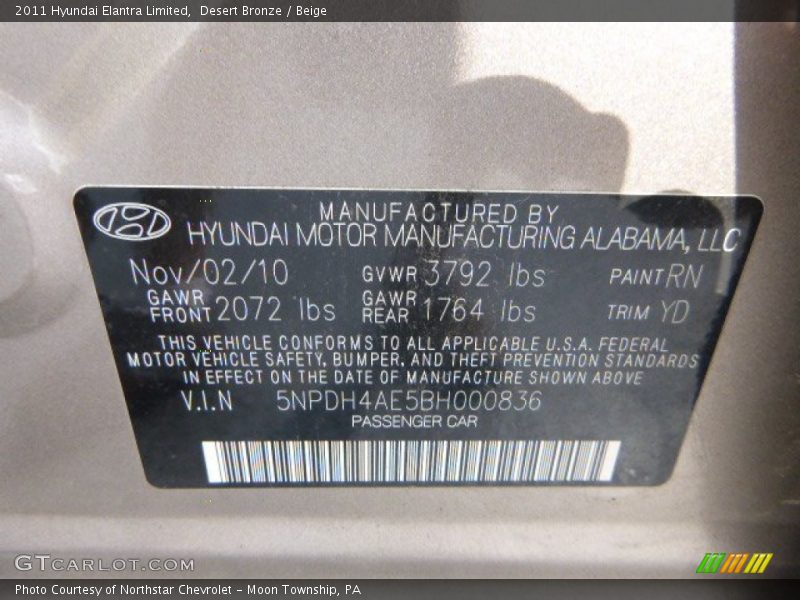 2011 Hyundai Elantra Limited, Desert Bronze / Beige
MANUFACTURED BY
HYUNDAI MOTOR MANUFACTURING ALABAMA, LLC
Nov/02/10 GVWR 3792 lbs PAINT RN
GAWR FRONT 2072 lbs GAWR REAR 1764 lbs TRIM YD
THIS VEHICLE CONFORMS TO ALL APPLICABLE U.S.A. FEDERAL
MOTOR VEHICLE SAFETY, BUMPER, AND THEFT PREVENTION STANDARDS
IN EFFECT ON THE DATE OF MANUFACTURE SHOWN ABOVE
V.I.N 5NPDH4AE5BH000836
PASSENGER CAR
GTCARLOT.COM
Photo Courtesy of Northstar Chevrolet - Moon Township, PA